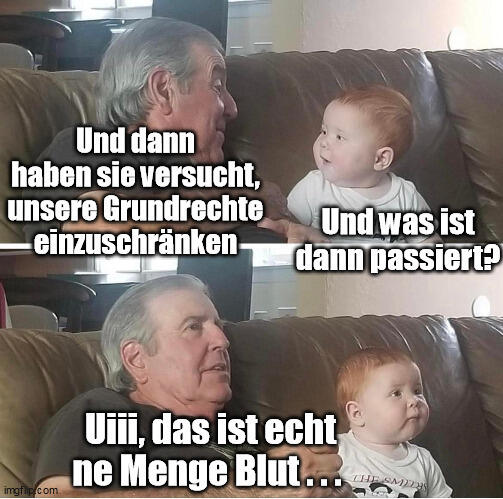 Und dann
haben sie versucht,
unsere Grundrechte
einzuschränken
Und was ist
dann passiert?
Uiii, das ist echt
ne Menge Blut . . .
THE SMITHS
imgflip.com